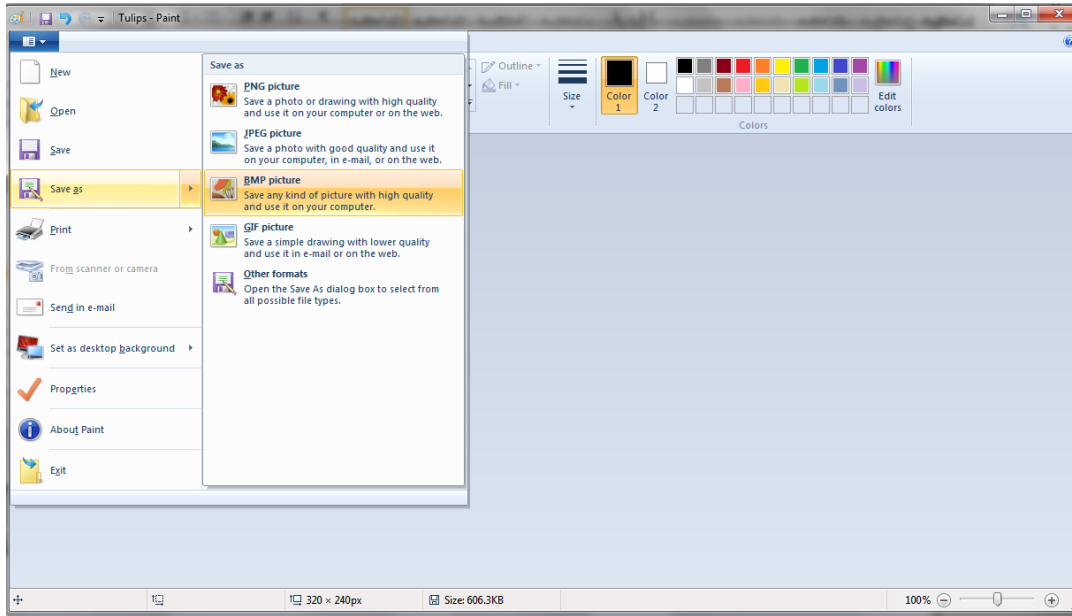 Tulips - Paint
New
Open
Save
Save as
Print
From scanner or camera
Send in e-mail
Set as desktop background
Properties
About Paint
Exit
Save as
PNG picture
Save a photo or drawing with high quality
and use it on your computer or on the web.
JPEG picture
Save a photo with good quality and use it
on your computer, in e-mail, or on the web.
BMP picture
Save any kind of picture with high quality
and use it on your computer.
GIF picture
Save a simple drawing with lower quality
and use it in e-mail or on the web.
Other formats
Open the Save As dialog box to select from
all possible file types.
Outline
Fill
Size
Color
1
Color
2
Edit
colors
Colors
320 × 240px
Size: 606.3KB
100%